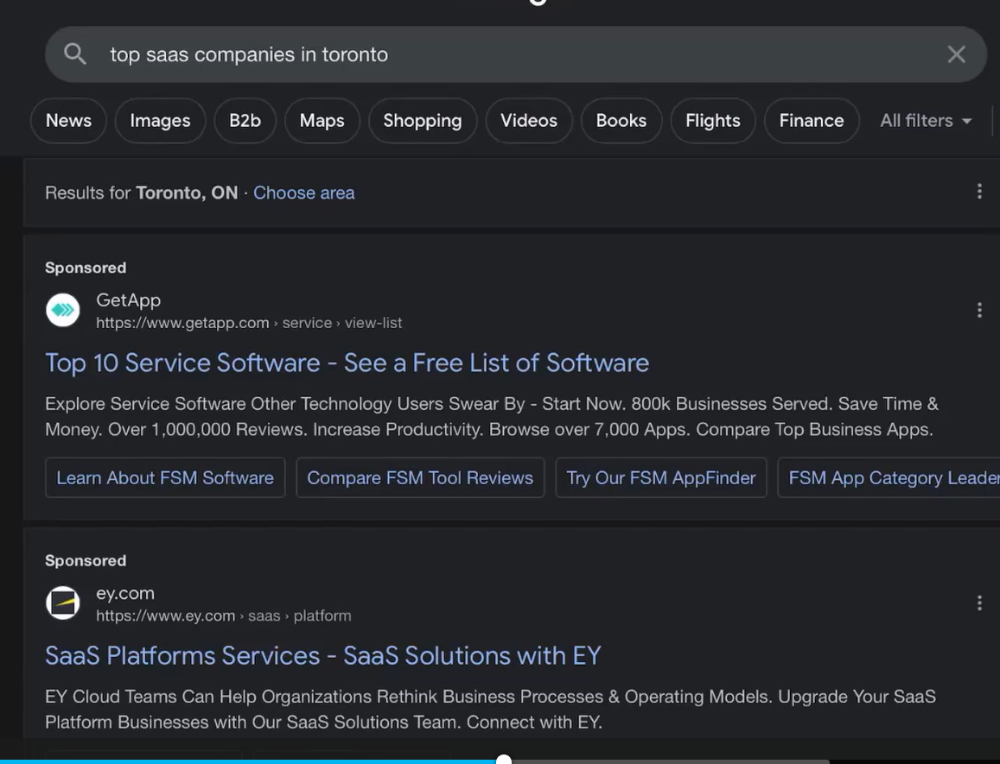 top saas companies in toronto
News Images B2b Maps Shopping Videos Books Flights Finance All filters
Results for Toronto, ON · Choose area
Sponsored
GetApp
https://www.getapp.com › service › view-list
Top 10 Service Software - See a Free List of Software
Explore Service Software Other Technology Users Swear By - Start Now. 800k Businesses Served. Save Time &
Money. Over 1,000,000 Reviews. Increase Productivity. Browse over 7,000 Apps. Compare Top Business Apps.
Learn About FSM Software Compare FSM Tool Reviews Try Our FSM AppFinder FSM App Category Leader
Sponsored
ey.com
https://www.ey.com › saas › platform
SaaS Platforms Services - SaaS Solutions with EY
EY Cloud Teams Can Help Organizations Rethink Business Processes & Operating Models. Upgrade Your SaaS
Platform Businesses with Our SaaS Solutions Team. Connect with EY.